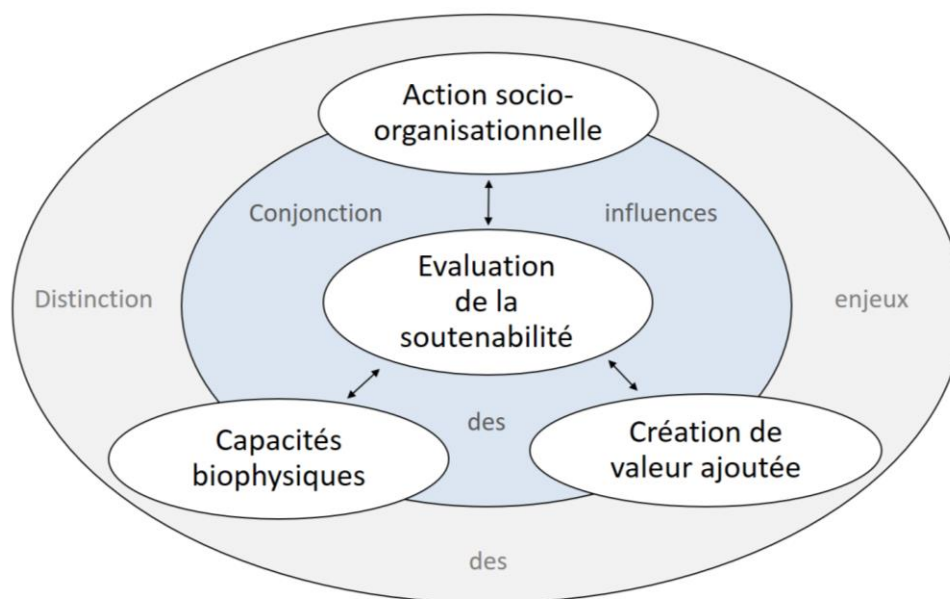 Action socio-
organisationnelle
Conjonction
influences
Evaluation
de la
soutenabilité
Distinction
enjeux
des
Capacités
biophysiques
Création de
valeur ajoutée
des